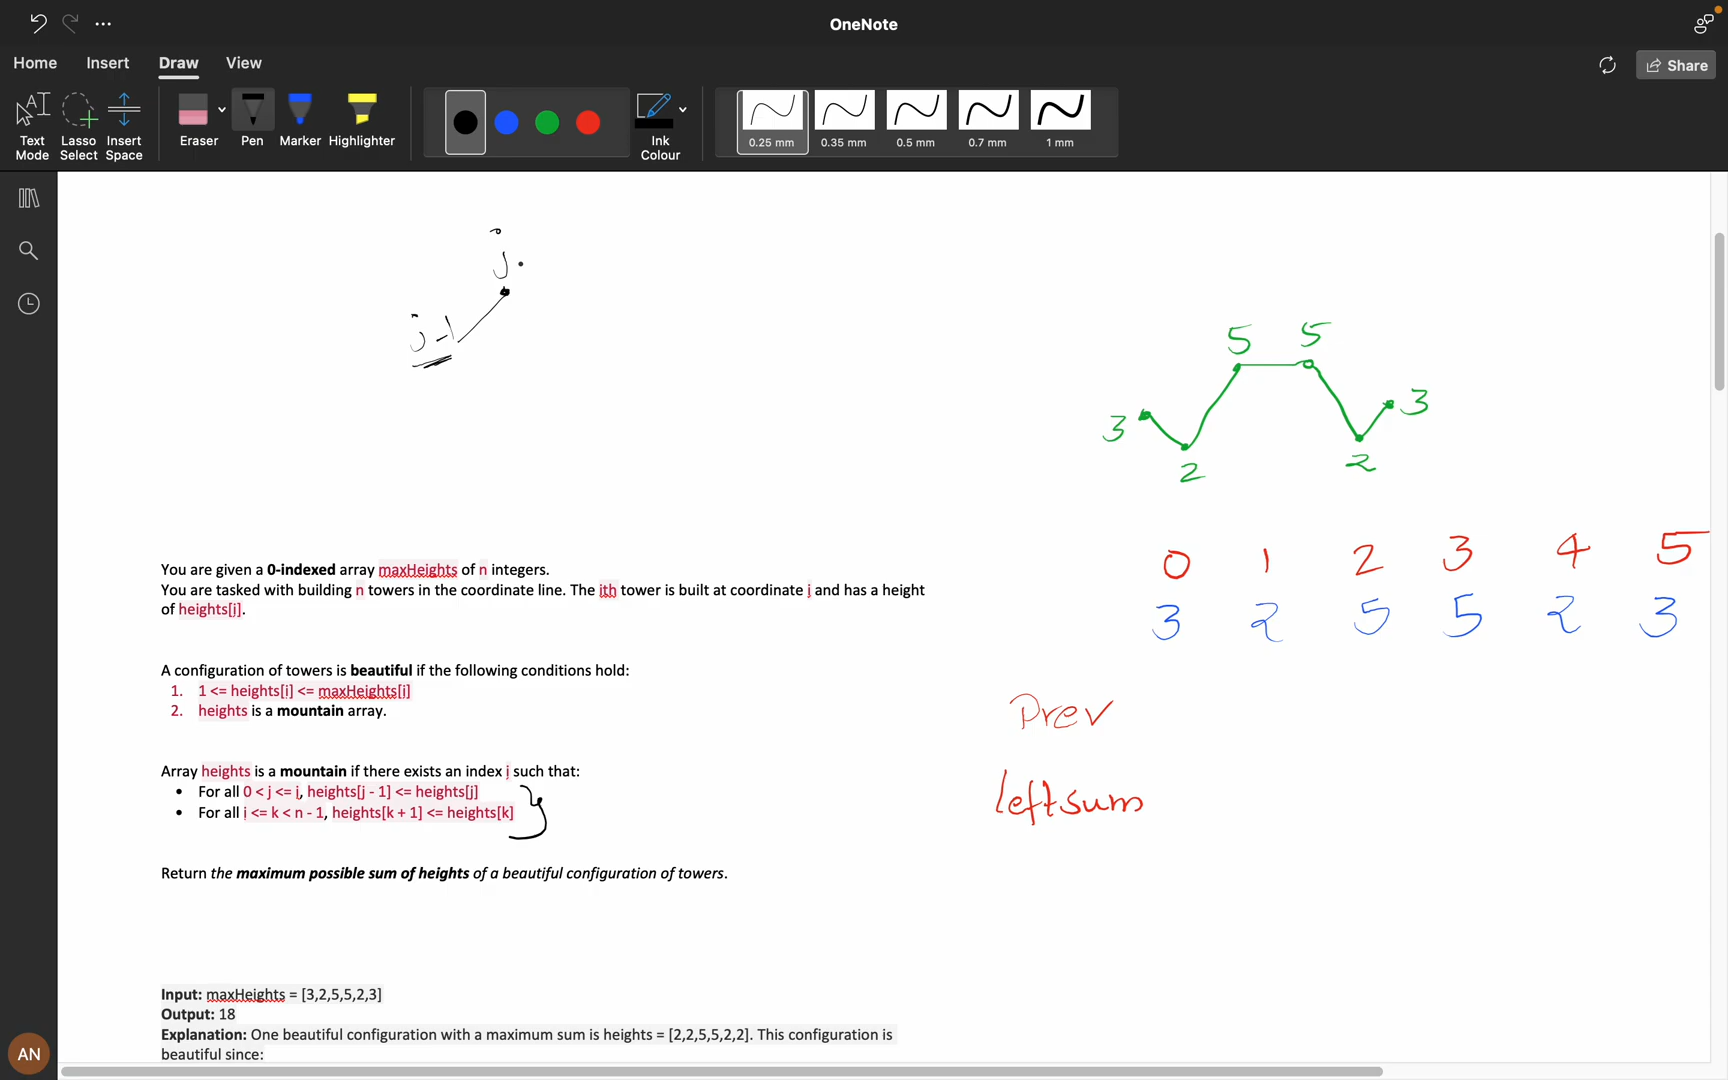 OneNote
Home Insert Draw View
Share
Text Mode
Lasso Select
Insert Space
Eraser
Pen
Marker
Highlighter
Ink Colour
0.25 mm
0.35 mm
0.5 mm
0.7 mm
1 mm
j
j-1
5 5
3 3
2 2
You are given a 0-indexed array maxHeights of n integers.
You are tasked with building n towers in the coordinate line. The ith tower is built at coordinate i and has a height
of heights[i].
0 1 2 3 4 5
3 2 5 5 2 3
A configuration of towers is beautiful if the following conditions hold:
1. 1 <= heights[i] <= maxHeights[i]
2. heights is a mountain array.
Prev
Array heights is a mountain if there exists an index i such that:
• For all 0 < j <= i, heights[j - 1] <= heights[j]
• For all i <= k < n - 1, heights[k + 1] <= heights[k]
leftsum
Return the maximum possible sum of heights of a beautiful configuration of towers.
Input: maxHeights = [3,2,5,5,2,3]
Output: 18
Explanation: One beautiful configuration with a maximum sum is heights = [2,2,5,5,2,2]. This configuration is
beautiful since:
AN